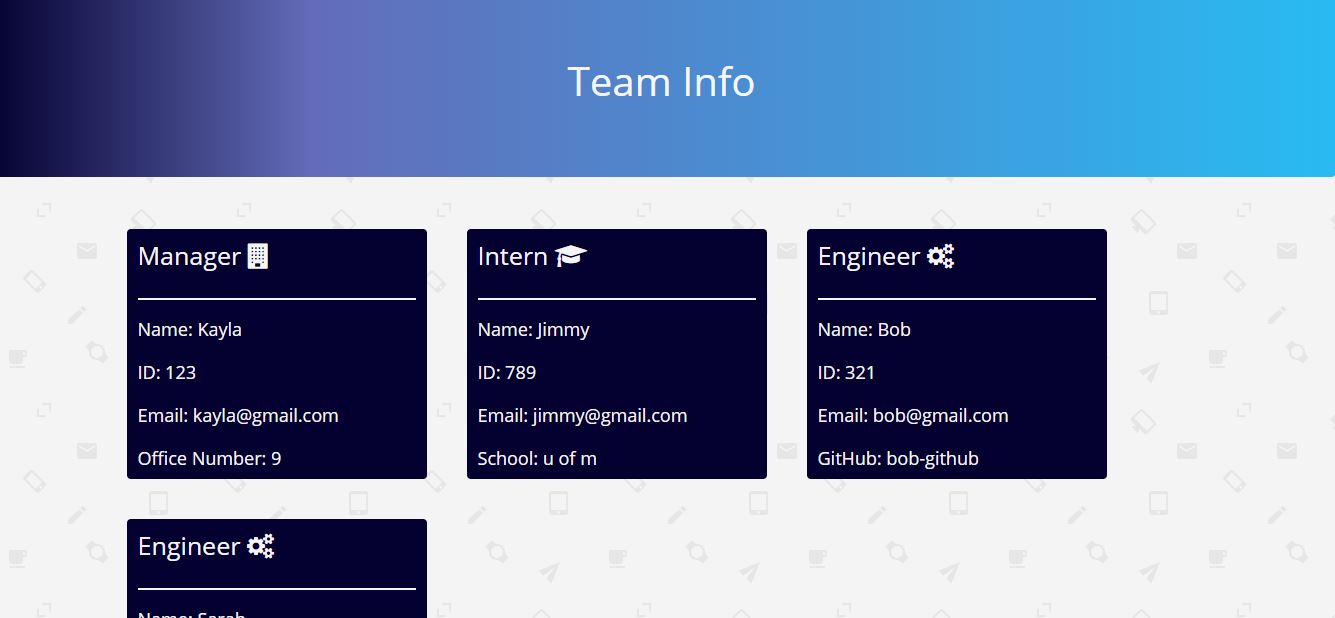 Team Info
Manager
Name: Kayla
ID: 123
Email: kayla@gmail.com
Office Number: 9
Intern
Name: Jimmy
ID: 789
Email: jimmy@gmail.com
School: u of m
Engineer
Name: Bob
ID: 321
Email: bob@gmail.com
GitHub: bob-github
Engineer
Name: Sarah